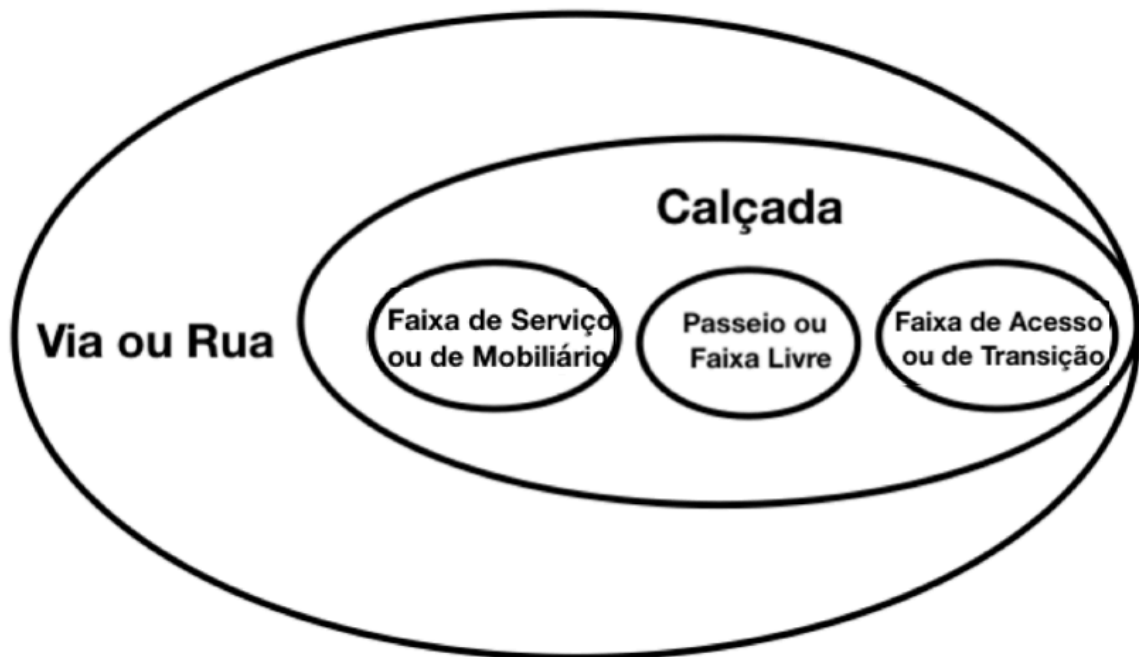 Calçada
Via ou Rua
Faixa de Serviço
ou de Mobiliário
Passeio ou
Faixa Livre
Faixa de Acesso
ou de Transição